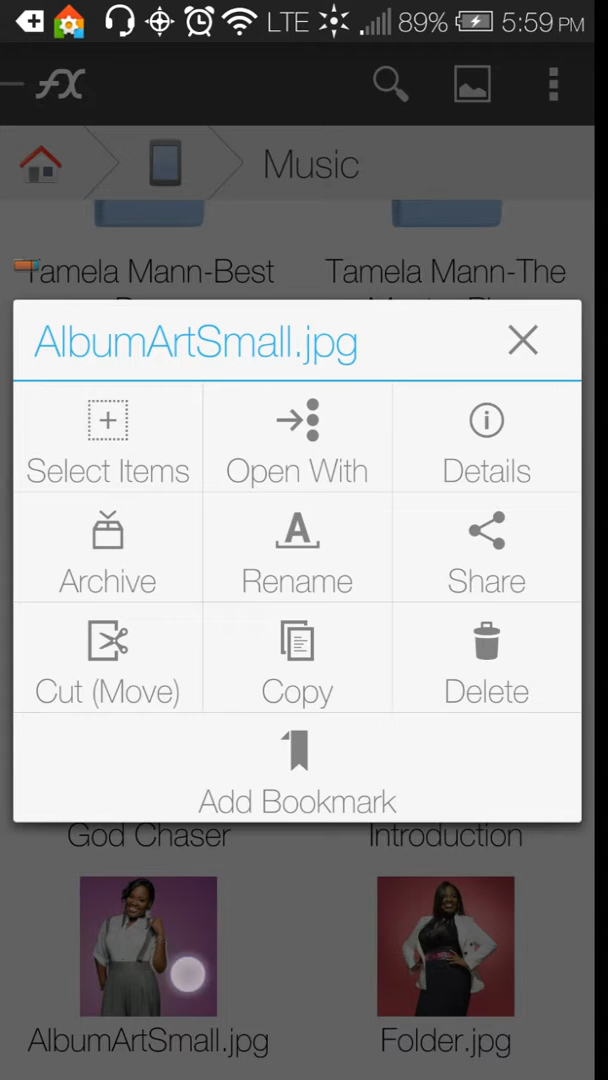 LTE 89% 5:59 PM
FX
Music
Tamela Mann-Best
Tamela Mann-The
AlbumArtSmall.jpg
Select Items
Open With
Details
Archive
Rename
Share
Cut (Move)
Copy
Delete
Add Bookmark
God Chaser
Introduction
AlbumArtSmall.jpg
Folder.jpg